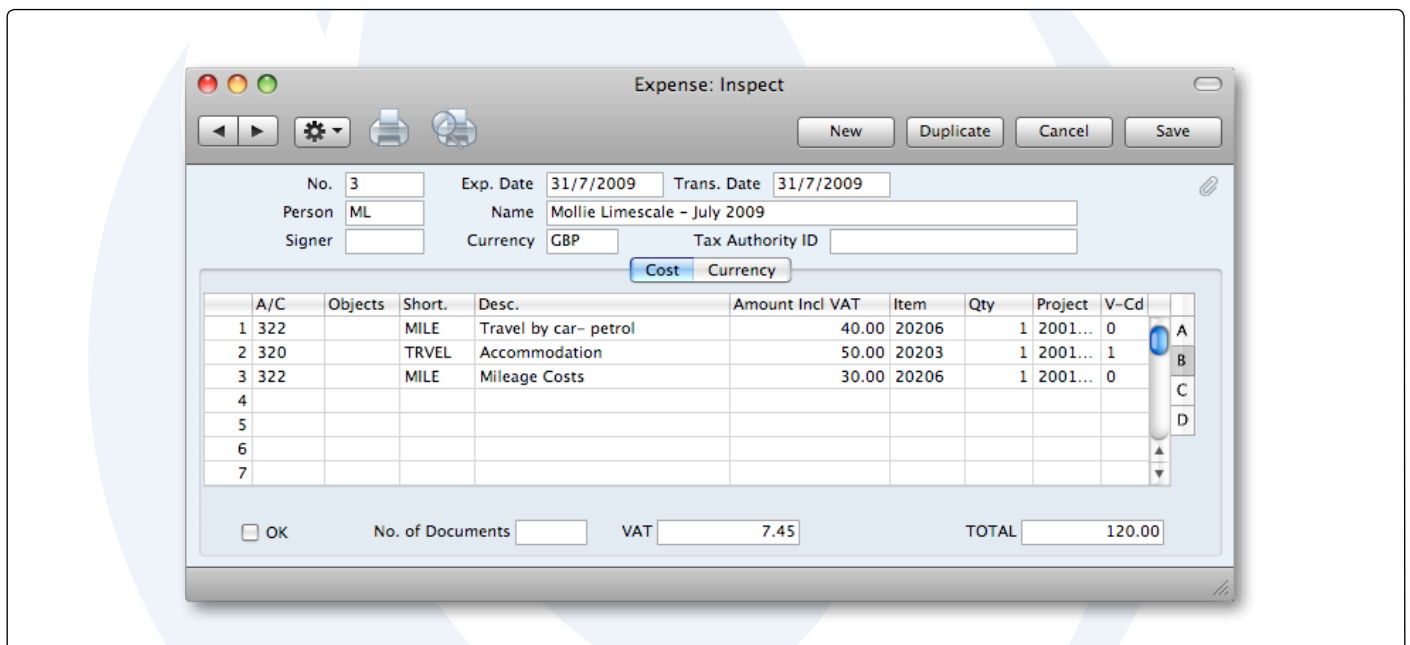 Expense: Inspect
New Duplicate Cancel Save
No. 3 Exp. Date 31/7/2009 Trans. Date 31/7/2009
Person ML Name Mollie Limescale - July 2009
Signer Currency GBP Tax Authority ID
Cost Currency
A/C Objects Short. Desc. Amount Incl VAT Item Qty Project V-Cd
1 322 MILE Travel by car- petrol 40.00 20206 1 2001... 0 A
2 320 TRVEL Accommodation 50.00 20203 1 2001... 1 B
3 322 MILE Mileage Costs 30.00 20206 1 2001... 0
4 C
5 D
6
7
OK No. of Documents VAT 7.45 TOTAL 120.00